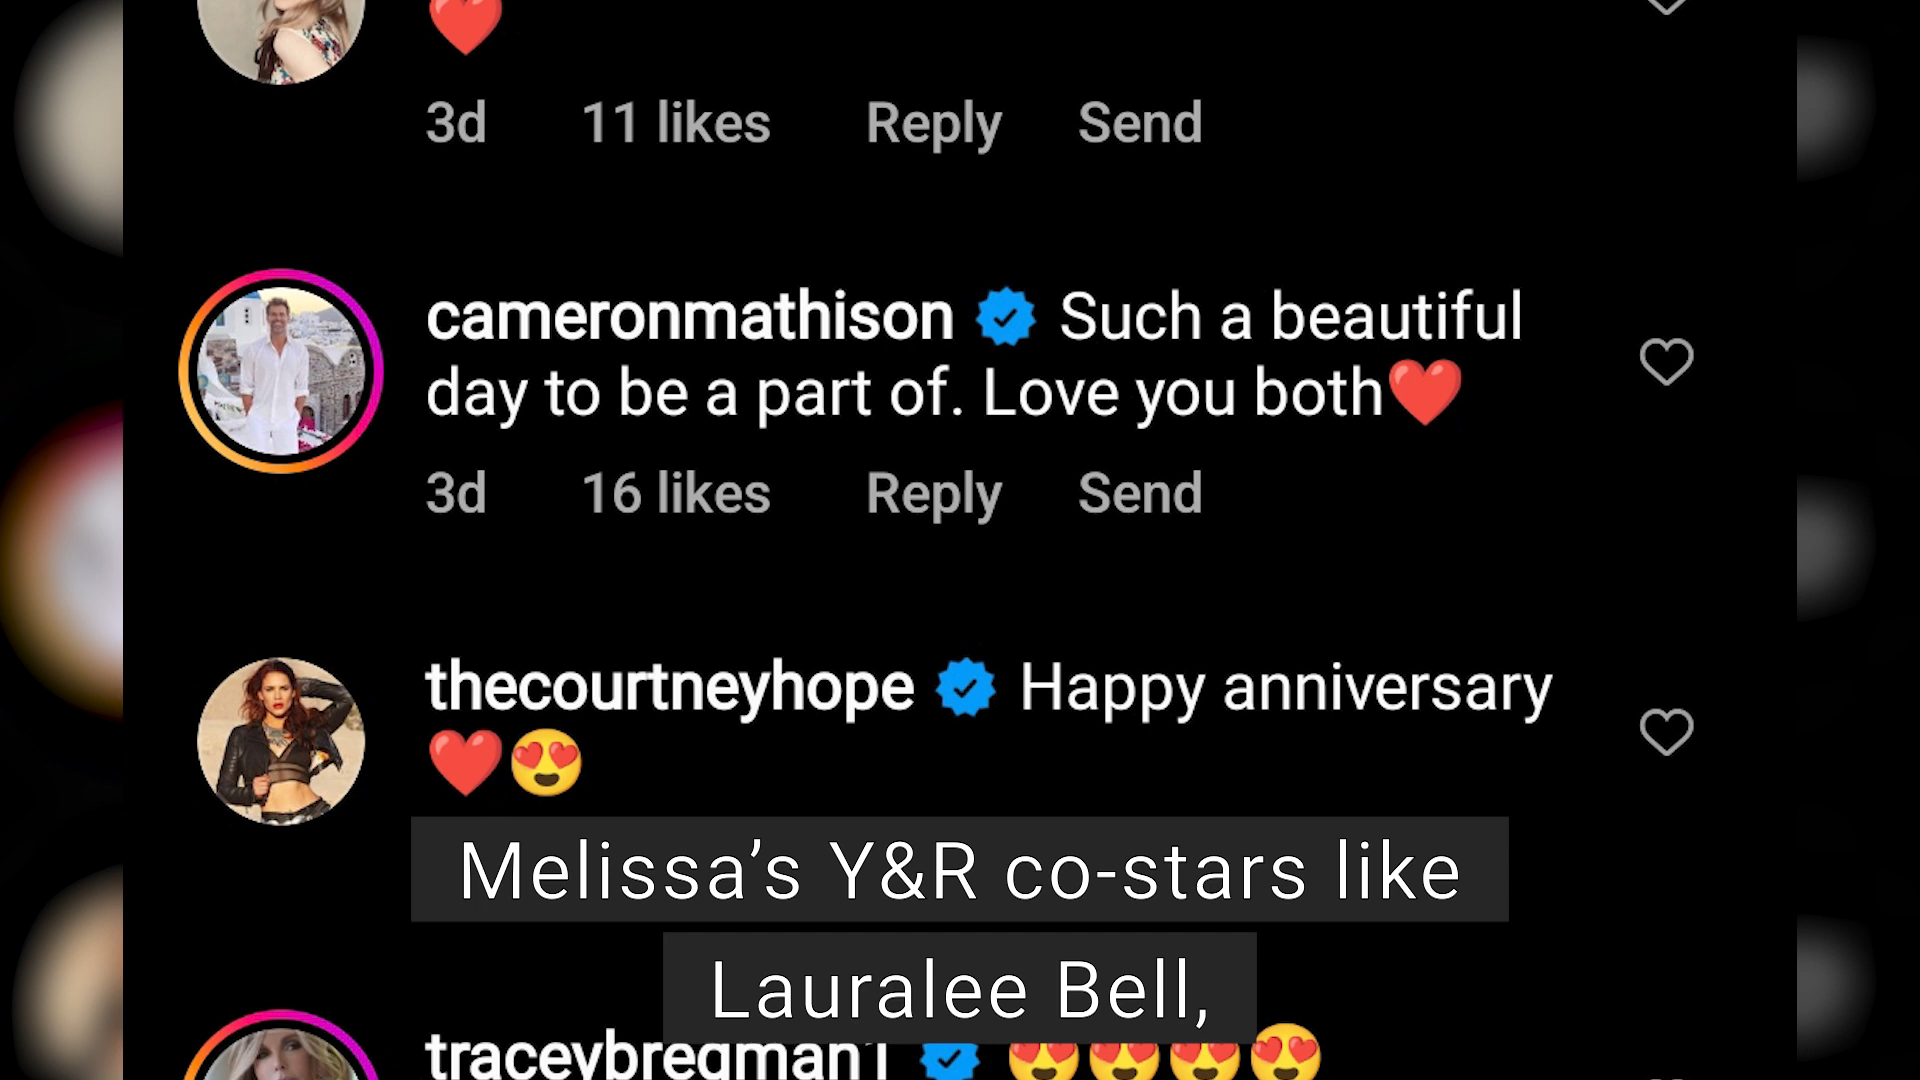 ❤️
3d 11 likes Reply Send
cameronmathison Such a beautiful
day to be a part of. Love you both❤️
3d 16 likes Reply Send
thecourtneyhope Happy anniversary
❤️😍
Melissa’s Y&R co-stars like
Lauralee Bell,
traceybregman1 😍😍😍😍